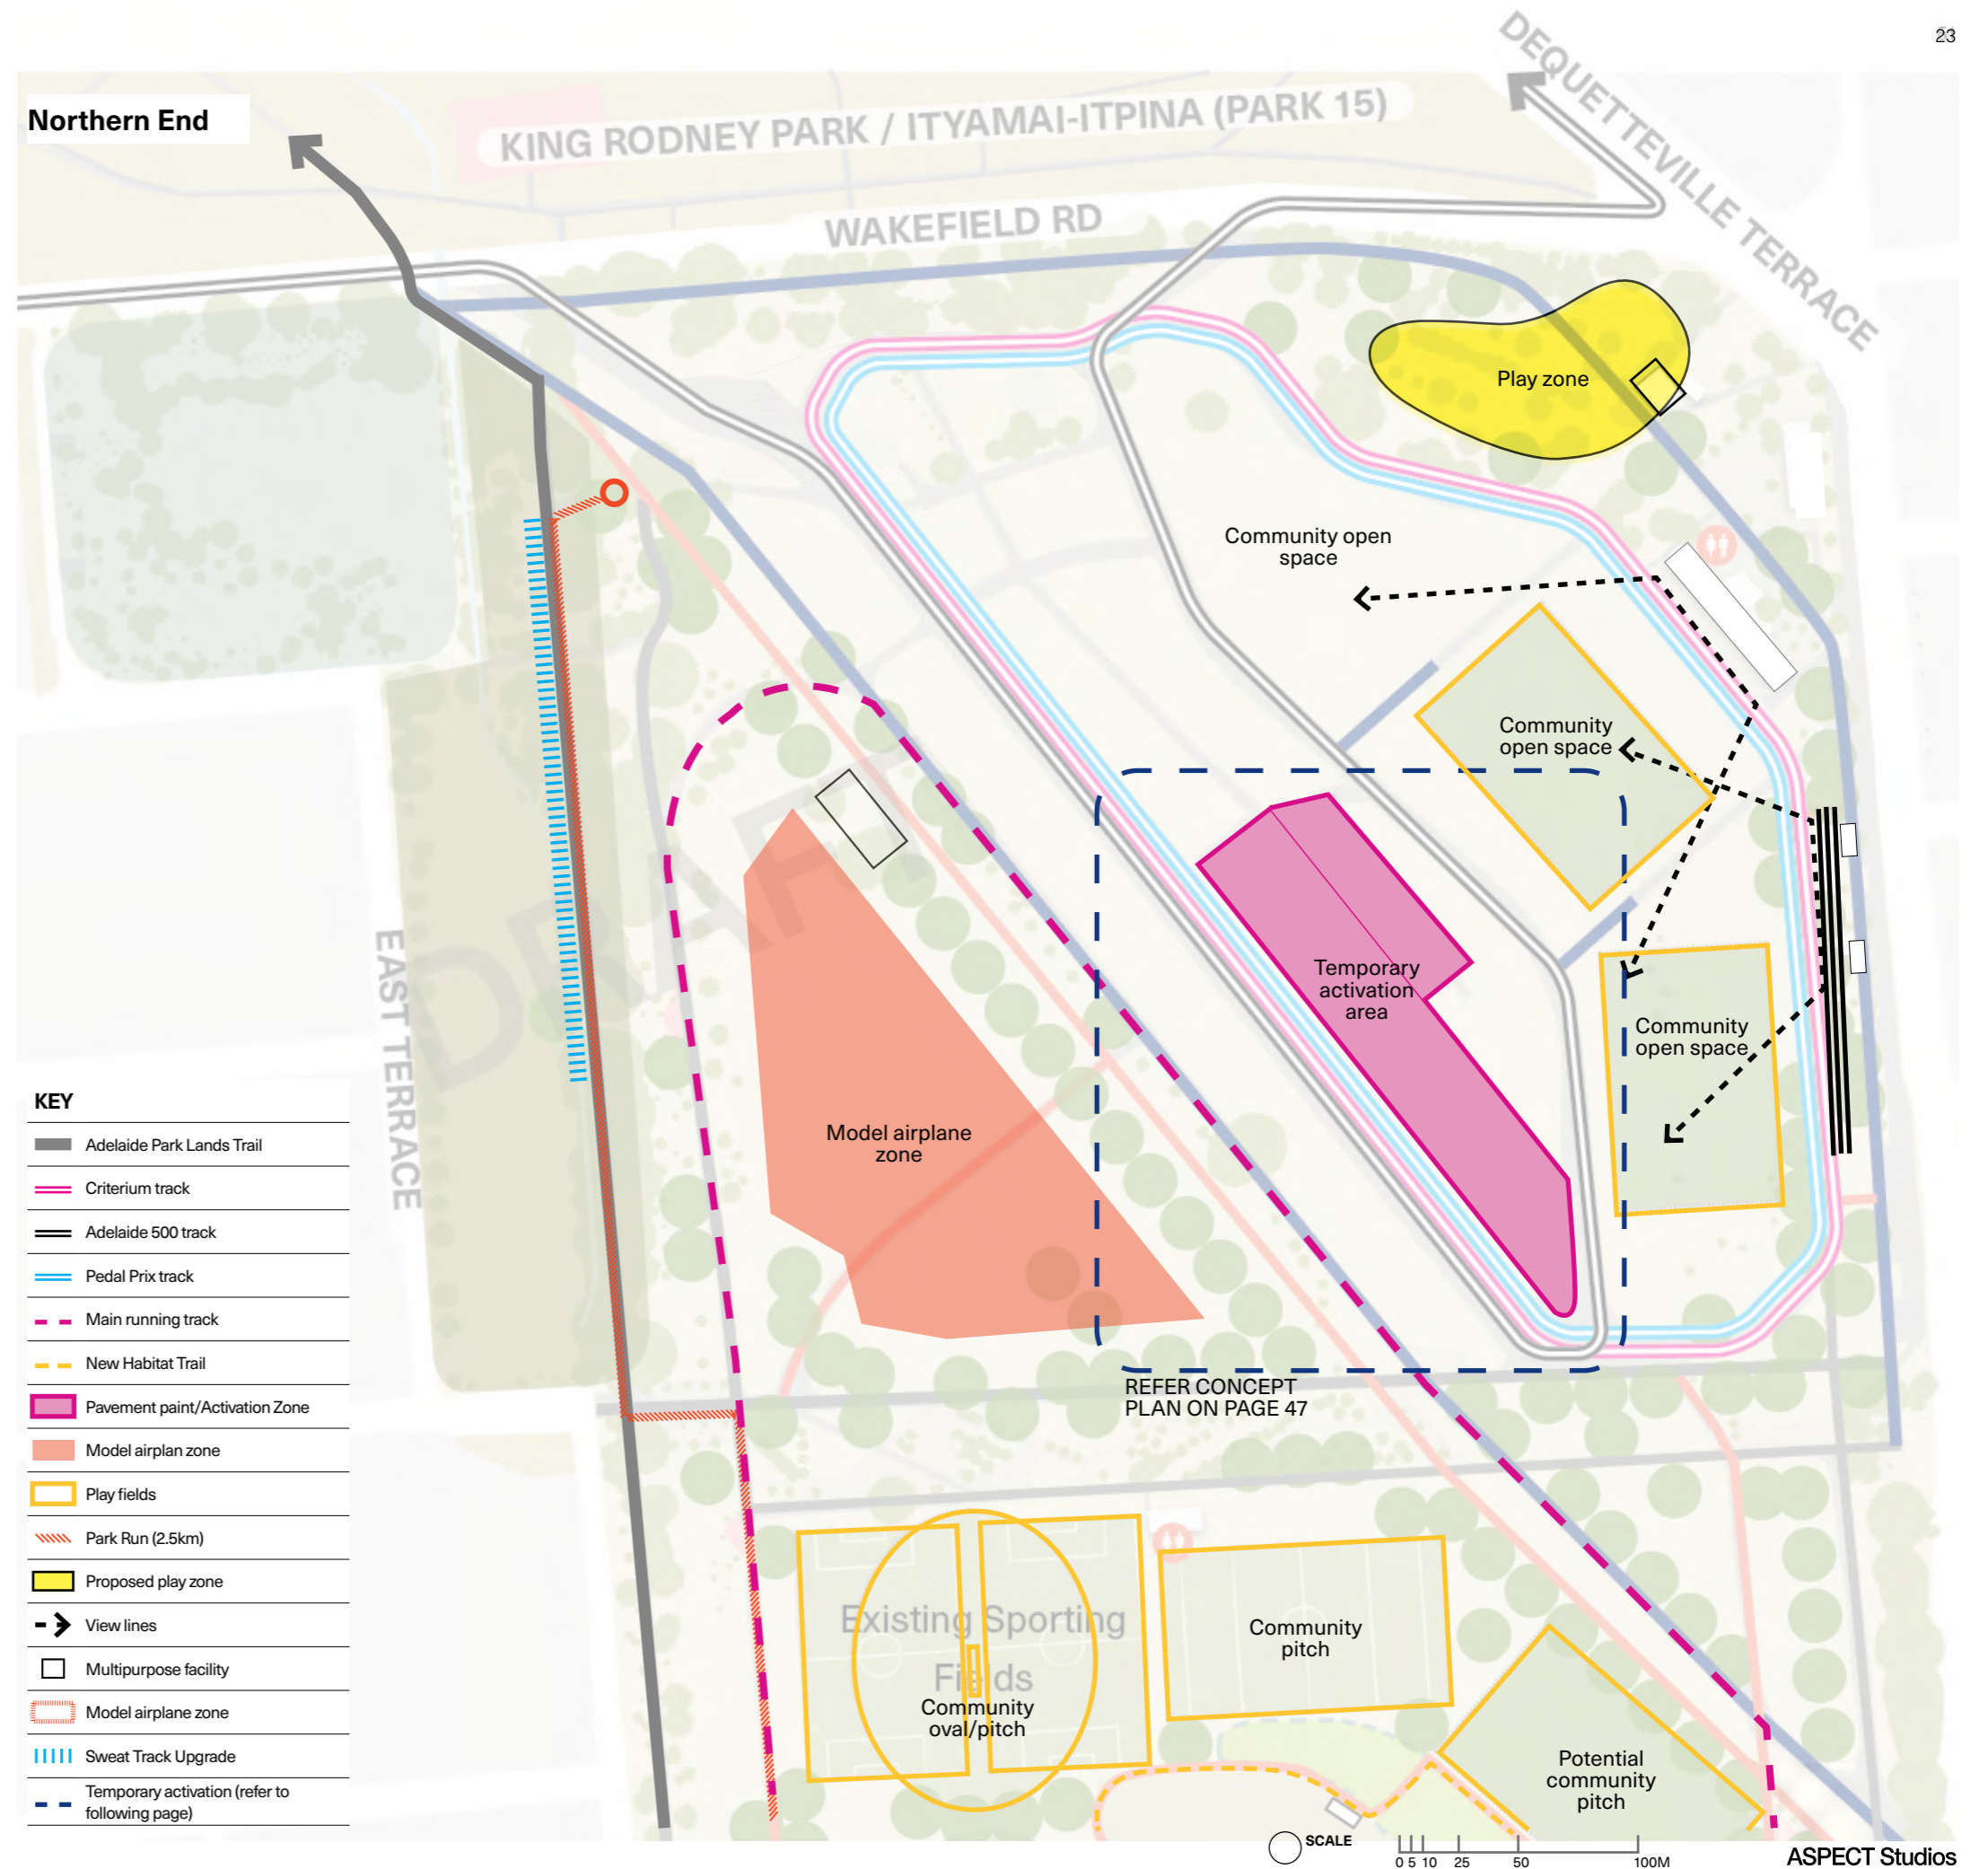 23
Northern End
KING RODNEY PARK / ITYAMAI-ITPINA (PARK 15)
DEQUETTEVILLE TERRACE
WAKEFIELD RD
Play zone
Community open
space
Community
open space
Temporary
activation
area
Community
open space
EAST TERRACE
DRAFT
Model airplane
zone
REFER CONCEPT
PLAN ON PAGE 47
KEY
Adelaide Park Lands Trail
Criterium track
Adelaide 500 track
Pedal Prix track
Main running track
New Habitat Trail
Pavement paint/Activation Zone
Model airplan zone
Play fields
Park Run (2.5km)
Proposed play zone
View lines
Multipurpose facility
Model airplane zone
Sweat Track Upgrade
Temporary activation (refer to
following page)
Existing Sporting
Fields
Community
oval/pitch
Community
pitch
Potential
community
pitch
SCALE
0 5 10 25 50 100M
ASPECT Studios